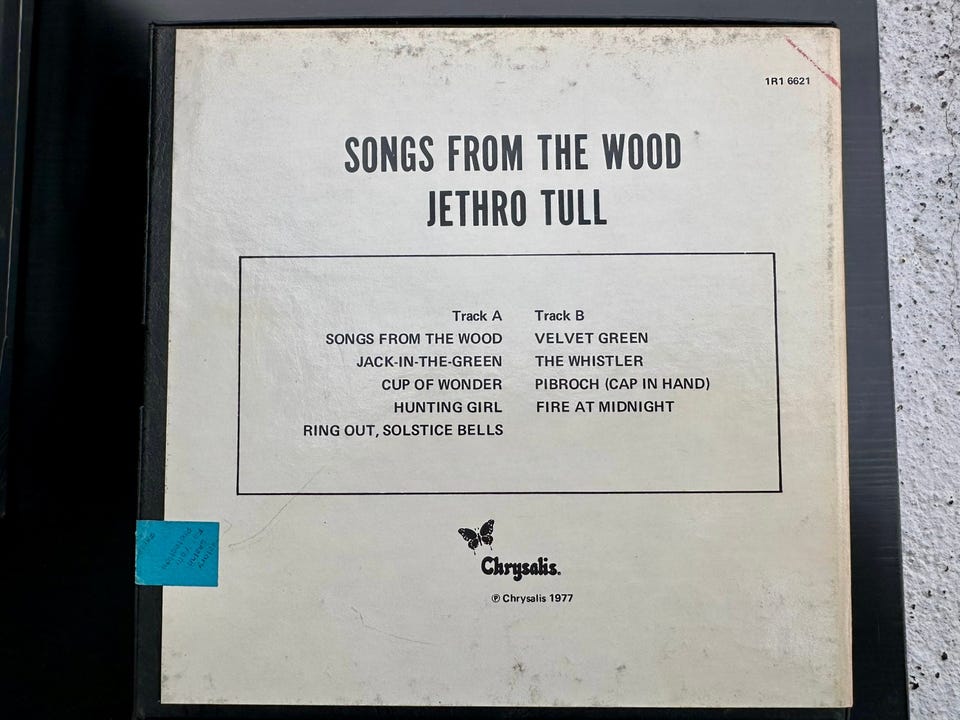 1R1 6621
SONGS FROM THE WOOD
JETHRO TULL
Track A
SONGS FROM THE WOOD
JACK-IN-THE-GREEN
CUP OF WONDER
HUNTING GIRL
RING OUT, SOLSTICE BELLS
Track B
VELVET GREEN
THE WHISTLER
PIBROCH (CAP IN HAND)
FIRE AT MIDNIGHT
Chrysalis.
℗ Chrysalis 1977